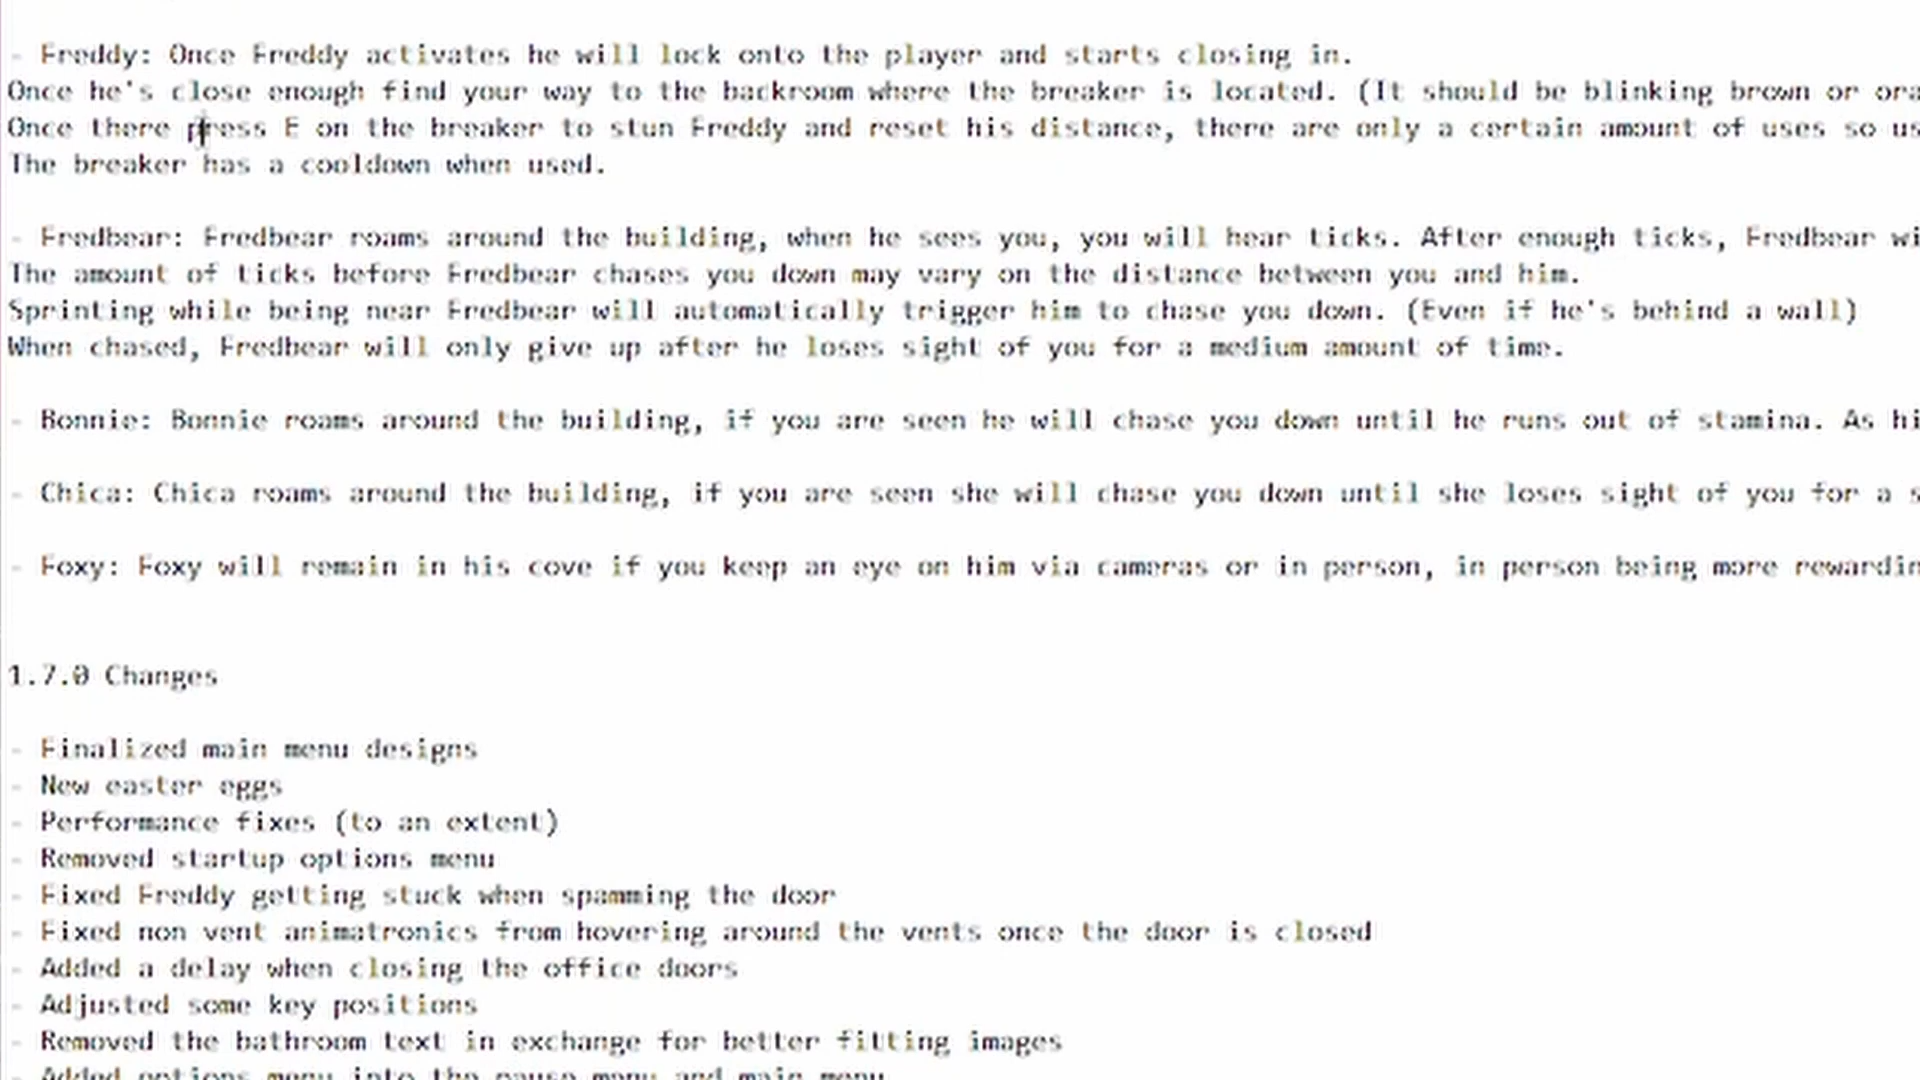 - Freddy: Once Freddy activates he will lock onto the player and starts closing in.
Once he's close enough find your way to the backroom where the breaker is located. (It should be blinking brown or ora
Once there press E on the breaker to stun Freddy and reset his distance, there are only a certain amount of uses so us
The breaker has a cooldown when used.
- Fredbear: Fredbear roams around the building, when he sees you, you will hear ticks. After enough ticks, Fredbear wi
The amount of ticks before Fredbear chases you down may vary on the distance between you and him.
Sprinting while being near Fredbear will automatically trigger him to chase you down. (Even if he's behind a wall)
When chased, Fredbear will only give up after he loses sight of you for a medium amount of time.
- Bonnie: Bonnie roams around the building, if you are seen he will chase you down until he runs out of stamina. As hi
- Chica: Chica roams around the building, if you are seen she will chase you down until she loses sight of you for a s
- Foxy: Foxy will remain in his cove if you keep an eye on him via cameras or in person, in person being more rewardin
1.7.0 Changes
- Finalized main menu designs
- New easter eggs
- Performance fixes (to an extent)
- Removed startup options menu
- Fixed Freddy getting stuck when spamming the door
- Fixed non vent animatronics from hovering around the vents once the door is closed
- Added a delay when closing the office doors
- Adjusted some key positions
- Removed the bathroom text in exchange for better fitting images
- Added options menu into the pause menu and main menu